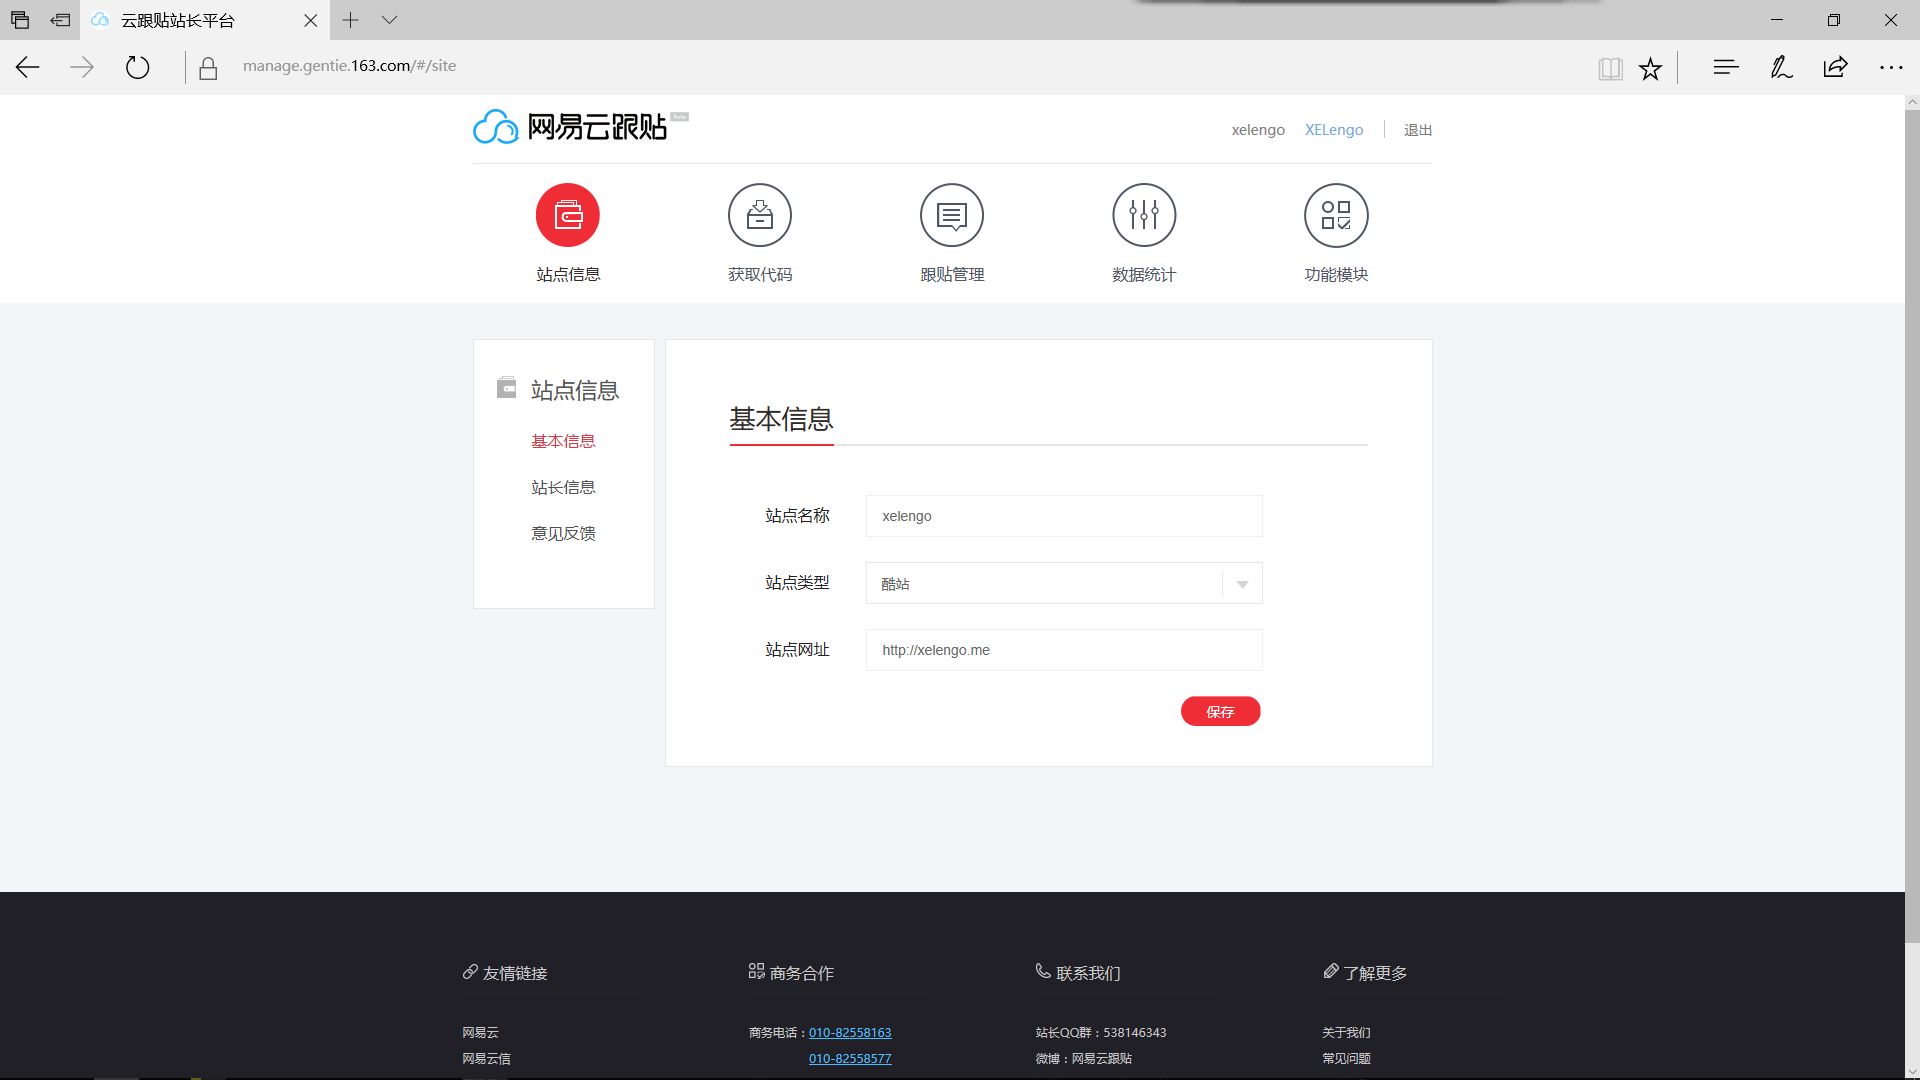 云跟贴站长平台
manage.gentie.163.com/#/site
网易云跟贴 Beta
xelengo XELengo 退出
站点信息 获取代码 跟贴管理 数据统计 功能模块
站点信息
基本信息
站长信息
意见反馈
基本信息
站点名称 xelengo
站点类型 酷站
站点网址 http://xelengo.me
保存
友情链接 商务合作 联系我们 了解更多
网易云 商务电话：010-82558163 站长QQ群：538146343 关于我们
网易云信 010-82558577 微博：网易云跟贴 常见问题